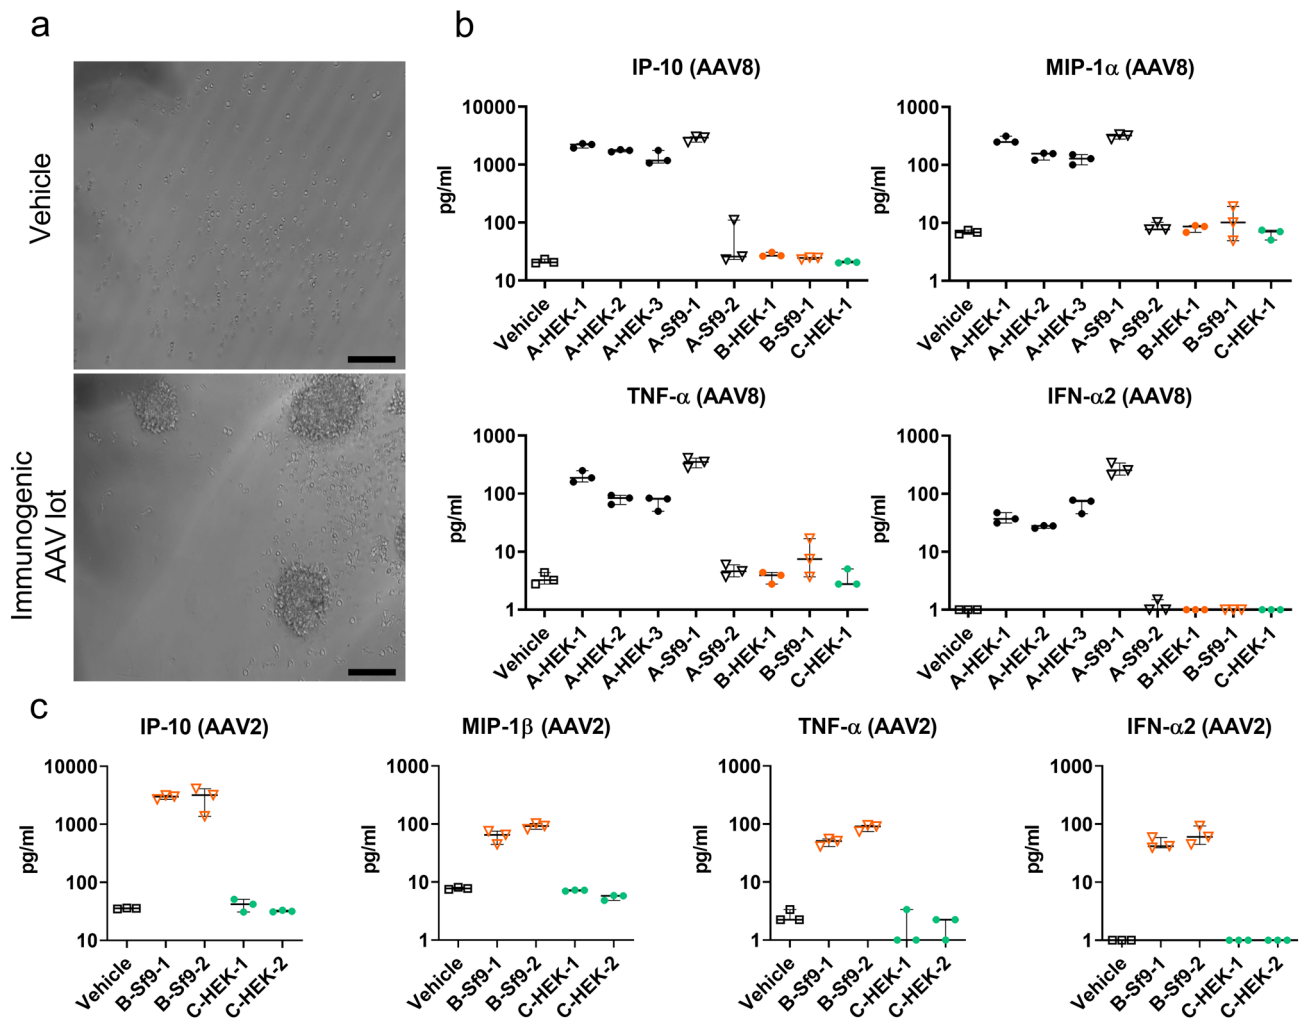 a
Vehicle
Immunogenic
AAV lot
b
IP-10 (AAV8)
pg/ml
10000
1000
100
10
Vehicle
A-HEK-1
A-HEK-2
A-HEK-3
A-Sf9-1
A-Sf9-2
B-HEK-1
B-Sf9-1
C-HEK-1
MIP-1α (AAV8)
pg/ml
1000
100
10
1
Vehicle
A-HEK-1
A-HEK-2
A-HEK-3
A-Sf9-1
A-Sf9-2
B-HEK-1
B-Sf9-1
C-HEK-1
TNF-α (AAV8)
pg/ml
1000
100
10
1
Vehicle
A-HEK-1
A-HEK-2
A-HEK-3
A-Sf9-1
A-Sf9-2
B-HEK-1
B-Sf9-1
C-HEK-1
IFN-α2 (AAV8)
pg/ml
1000
100
10
1
Vehicle
A-HEK-1
A-HEK-2
A-HEK-3
A-Sf9-1
A-Sf9-2
B-HEK-1
B-Sf9-1
C-HEK-1
c
IP-10 (AAV2)
pg/ml
10000
1000
100
10
Vehicle
B-Sf9-1
B-Sf9-2
C-HEK-1
C-HEK-2
MIP-1β (AAV2)
pg/ml
1000
100
10
1
Vehicle
B-Sf9-1
B-Sf9-2
C-HEK-1
C-HEK-2
TNF-α (AAV2)
pg/ml
1000
100
10
1
Vehicle
B-Sf9-1
B-Sf9-2
C-HEK-1
C-HEK-2
IFN-α2 (AAV2)
pg/ml
1000
100
10
1
Vehicle
B-Sf9-1
B-Sf9-2
C-HEK-1
C-HEK-2